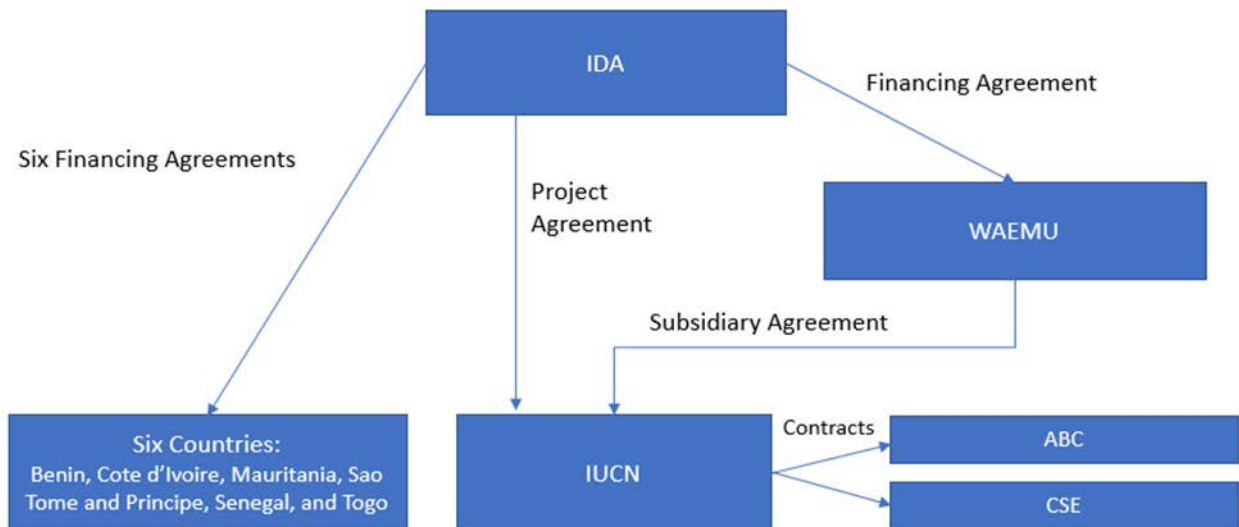 IDA
Financing Agreement
Six Financing Agreements
Project
Agreement
WAEMU
Subsidiary Agreement
Six Countries:
Benin, Cote d’Ivoire, Mauritania, Sao
Tome and Principe, Senegal, and Togo
IUCN
Contracts
ABC
CSE